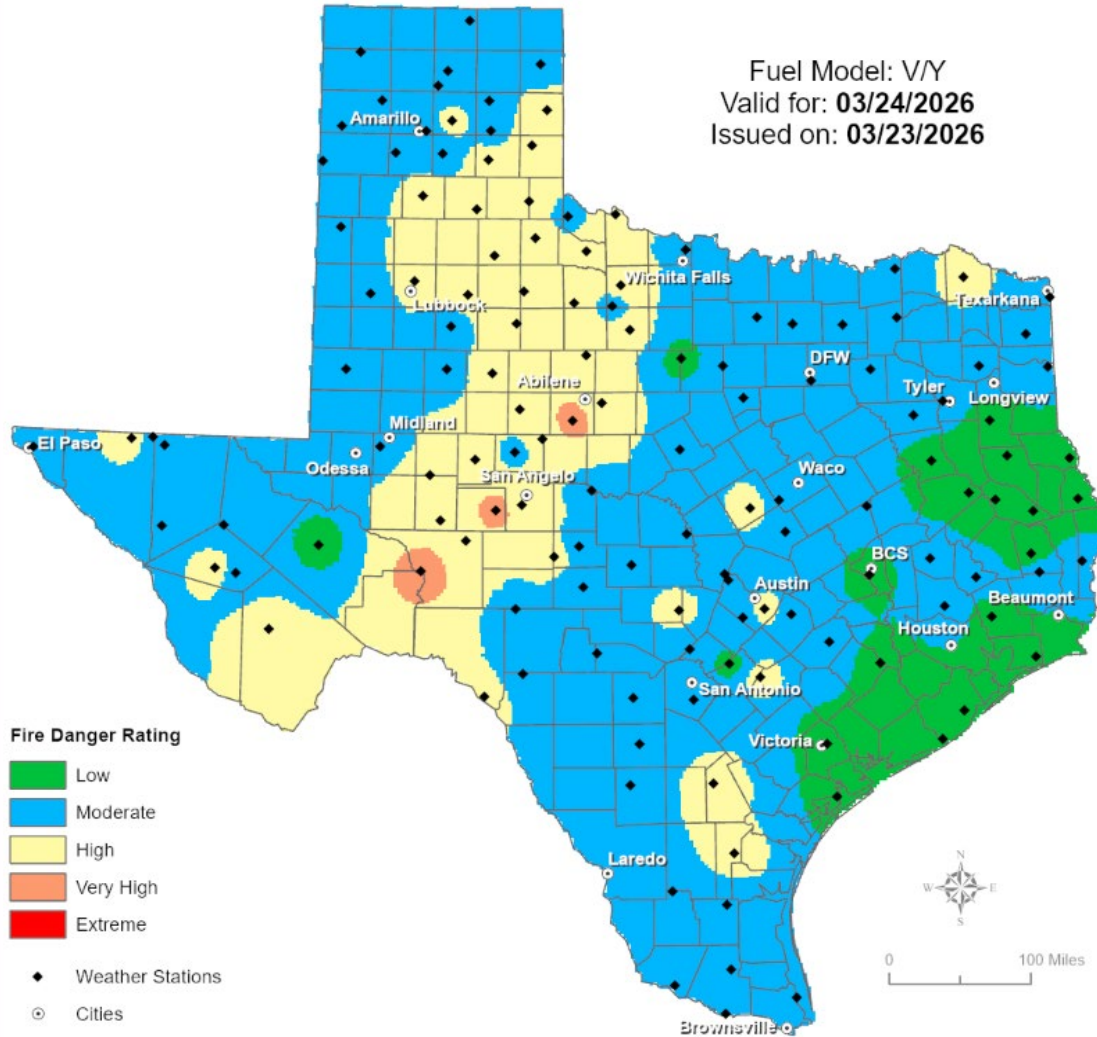 Fuel Model: V/Y
Valid for: 03/24/2026
Issued on: 03/23/2026
Amarillo
Wichita Falls
Lubbock
Texarkana
DFW
Abilene
Tyler
Longview
Midland
El Paso
Odessa
Waco
San Angelo
BCS
Austin
Beaumont
Houston
San Antonio
Victoria
Laredo
Brownsville
Fire Danger Rating
Low
Moderate
High
Very High
Extreme
Weather Stations
Cities
N
W E
S
0 100 Miles